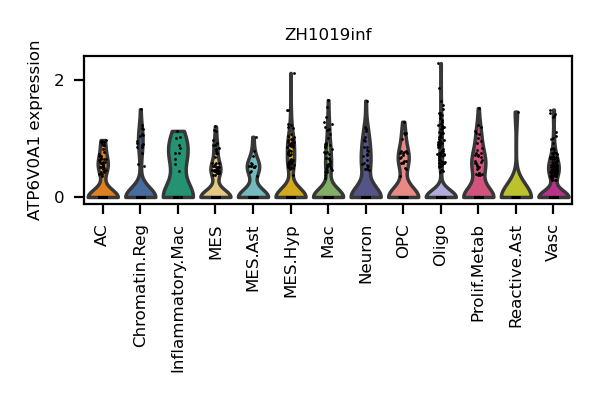 ZH1019inf
ATP6V0A1 expression
2
0
AC
Chromatin.Reg
Inflammatory.Mac
MES
MES.Ast
MES.Hyp
Mac
Neuron
OPC
Oligo
Prolif.Metab
Reactive.Ast
Vasc